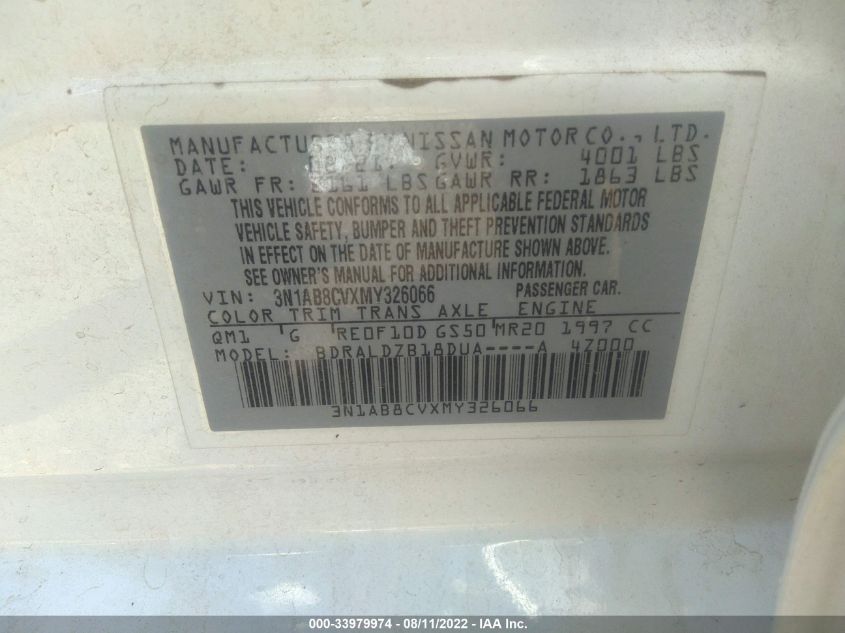 MANUFACTU NISSAN MOTOR CO., LTD.
DATE: GVWR: 4001 LBS
GAWR FR: LBS GAWR RR: 1863 LBS
THIS VEHICLE CONFORMS TO ALL APPLICABLE FEDERAL MOTOR
VEHICLE SAFETY, BUMPER AND THEFT PREVENTION STANDARDS
IN EFFECT ON THE DATE OF MANUFACTURE SHOWN ABOVE.
SEE OWNER'S MANUAL FOR ADDITIONAL INFORMATION.
VIN: 3N1AB8CVXMY326066 PASSENGER CAR.
COLOR TRIM TRANS AXLE ENGINE
QM1 G RE0F10D GS50 MR20 1997 CC
MODEL: BDRALDZB18DUA----A 4Z000
3N1AB8CVXMY326066
000-33979974 - 08/11/2022 - IAA Inc.